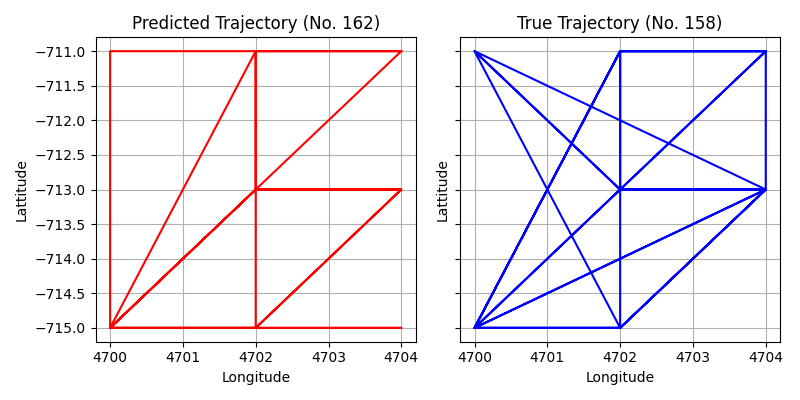 Predicted Trajectory (No. 162)
True Trajectory (No. 158)
−711.0
−711.5
−712.0
−712.5
−713.0
−713.5
−714.0
−714.5
−715.0
Lattitude
Lattitude
4700 4701 4702 4703 4704
4700 4701 4702 4703 4704
Longitude
Longitude